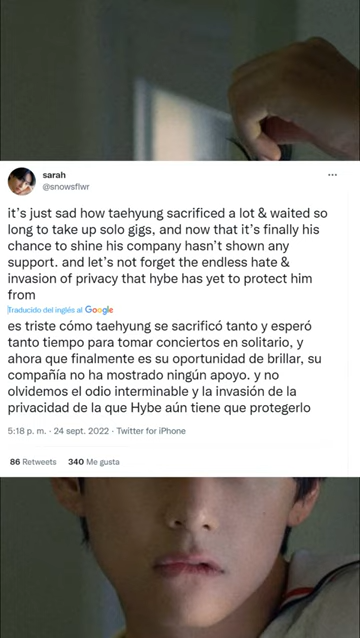 sarah
@snowsflwr
it's just sad how taehyung sacrificed a lot & waited so
long to take up solo gigs, and now that it's finally his
chance to shine his company hasn't shown any
support. and let's not forget the endless hate &
invasion of privacy that hybe has yet to protect him
from
Traducido del inglés al Google
es triste cómo taehyung se sacrificó tanto y esperó
tanto tiempo para tomar conciertos en solitario, y
ahora que finalmente es su oportunidad de brillar, su
compañía no ha mostrado ningún apoyo. y no
olvidemos el odio interminable y la invasión de la
privacidad de la que Hybe aún tiene que protegerlo
5:18 p. m. · 24 sept. 2022 · Twitter for iPhone
86 Retweets 340 Me gusta